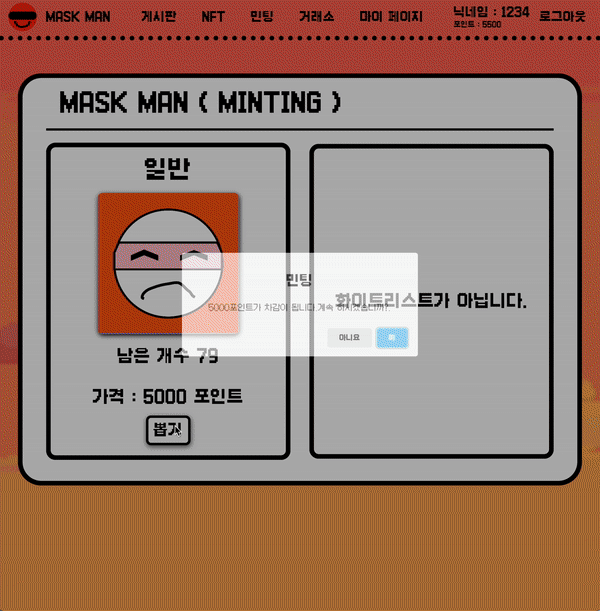 MASK MAN 게시판 NFT 민팅 거래소 마이 페이지 닉네임 : 1234 로그아웃
포인트 : 5500
MASK MAN ( MINTING )
일반
민팅
5000포인트가 차감이 됩니다.계속 하시겠습니까?
아니요 네
화이트리스트가 아닙니다.
남은 개수 79
가격 : 5000 포인트
뽑기